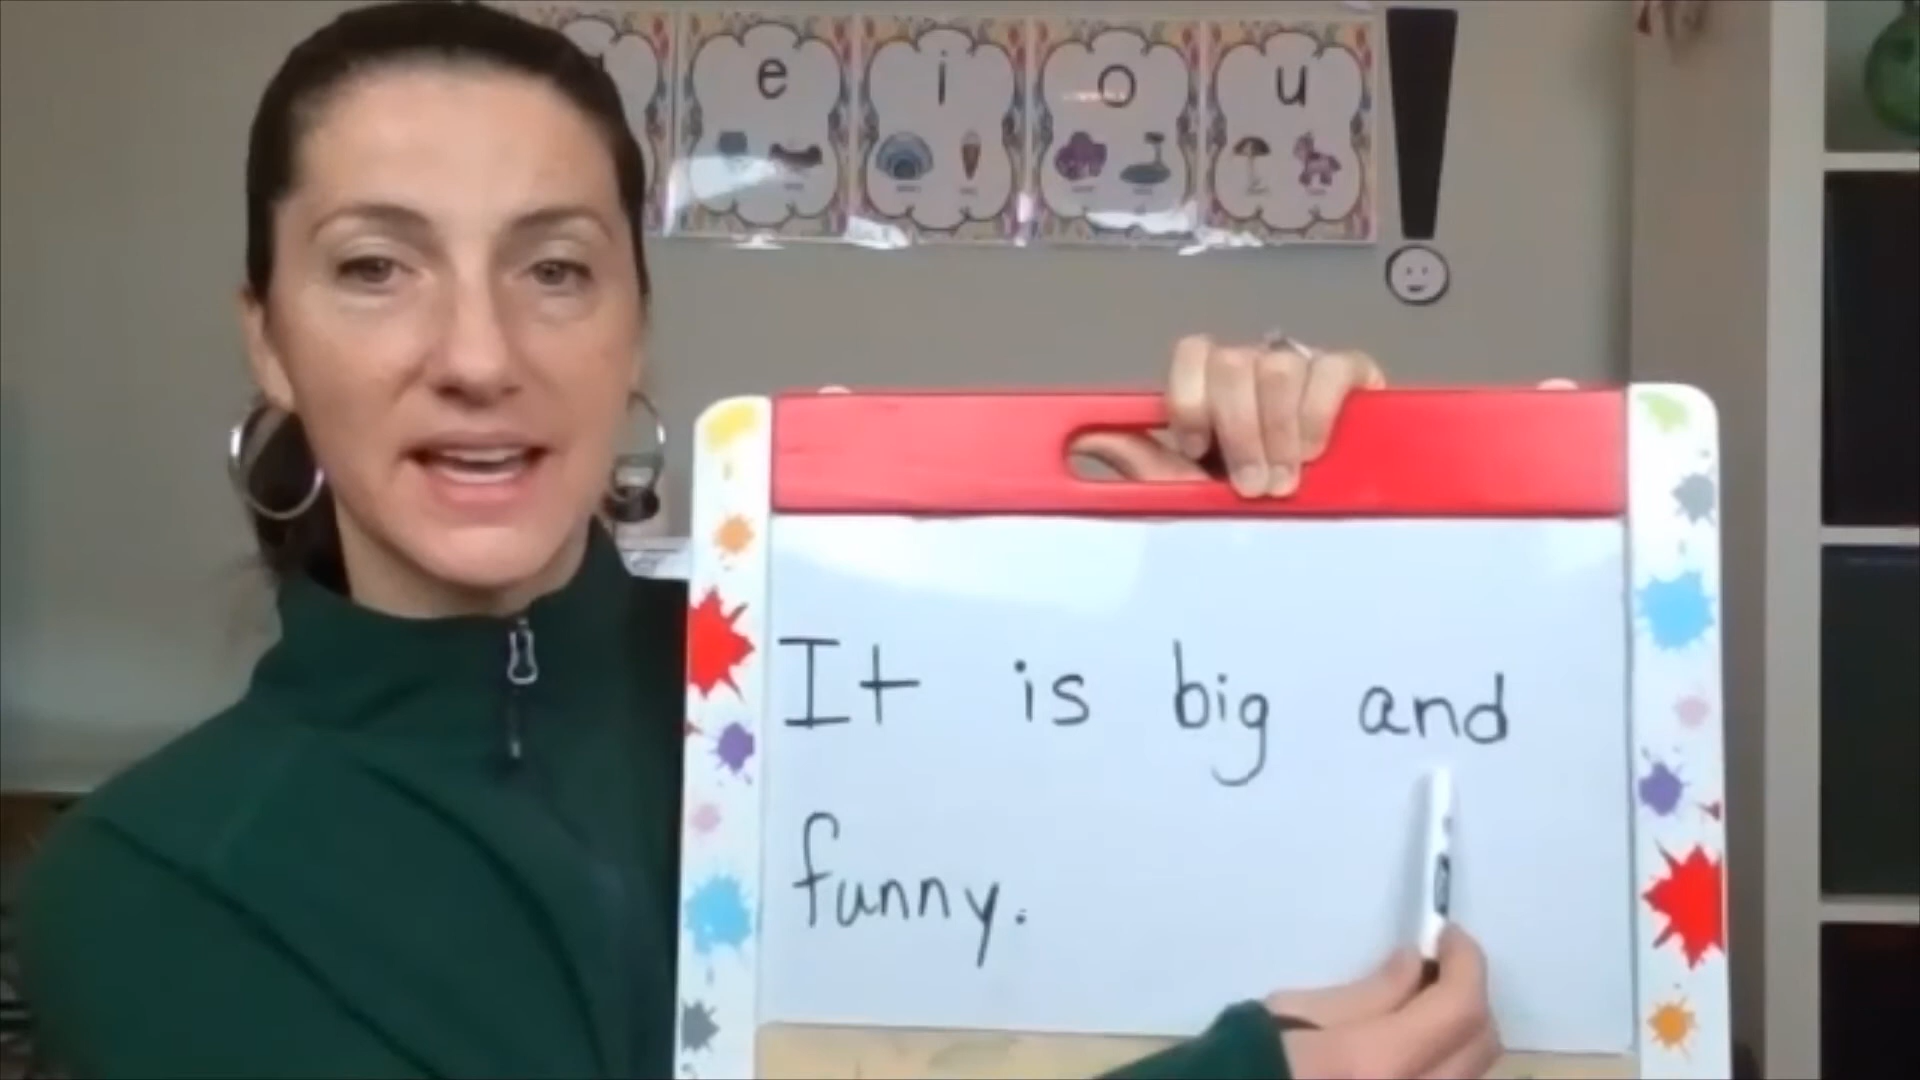 e i o u
It is big and
funny.